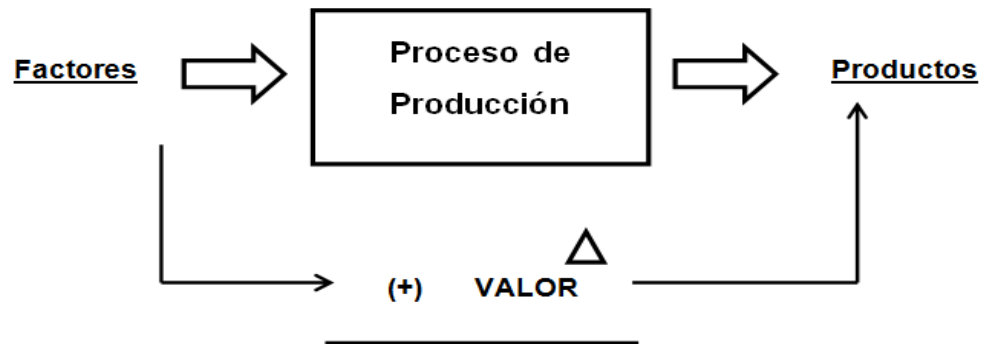 Factores
Proceso de
Producción
Productos
(+) VALOR